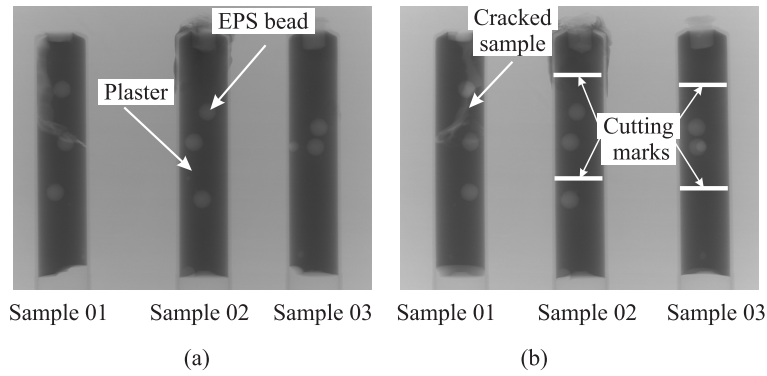 EPS bead
Plaster
Cracked
sample
Cutting
marks
Sample 01
Sample 02
Sample 03
Sample 01
Sample 02
Sample 03
(a)
(b)